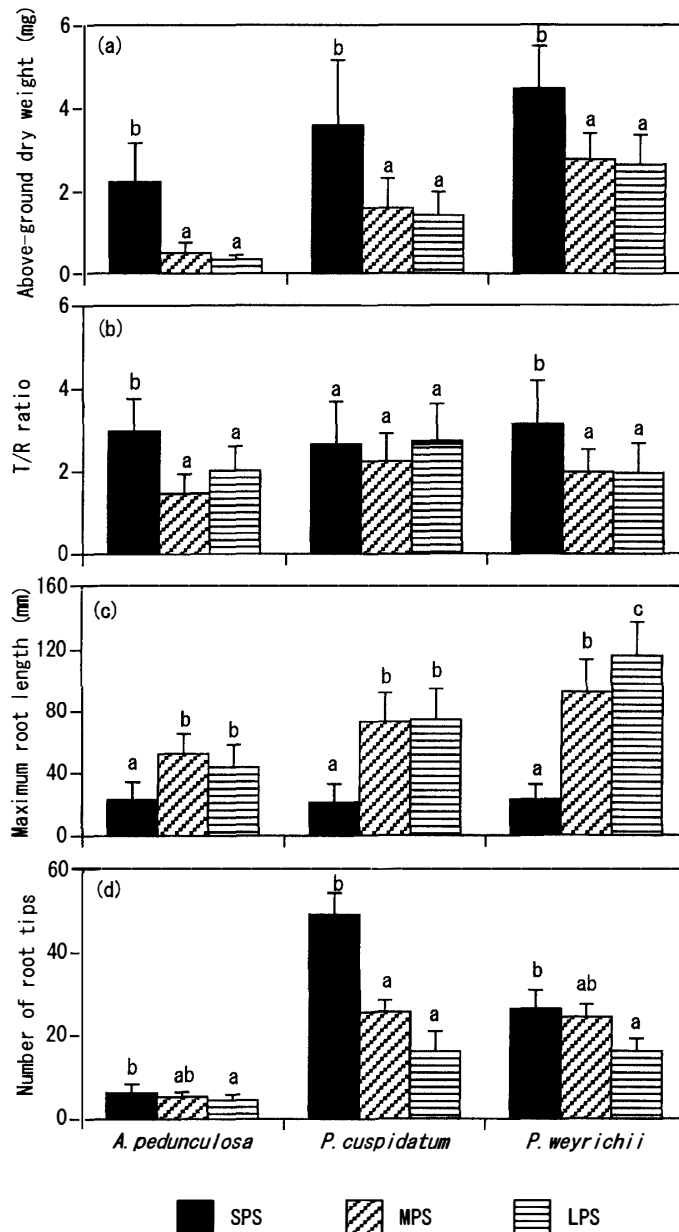 (a)
Above-ground dry weight (mg)
6
4
2
0
b
a
a
b
a
a
b
a
a
(b)
T/R ratio
6
4
2
0
b
a
a
a
a
a
b
a
a
(c)
Maximum root length (mm)
160
120
80
40
0
a
b
b
a
b
b
a
b
c
(d)
Number of root tips
60
40
20
0
b
ab
a
b
a
a
b
ab
a
A. pedunculosa
P. cuspidatum
P. weyrichii
SPS
MPS
LPS